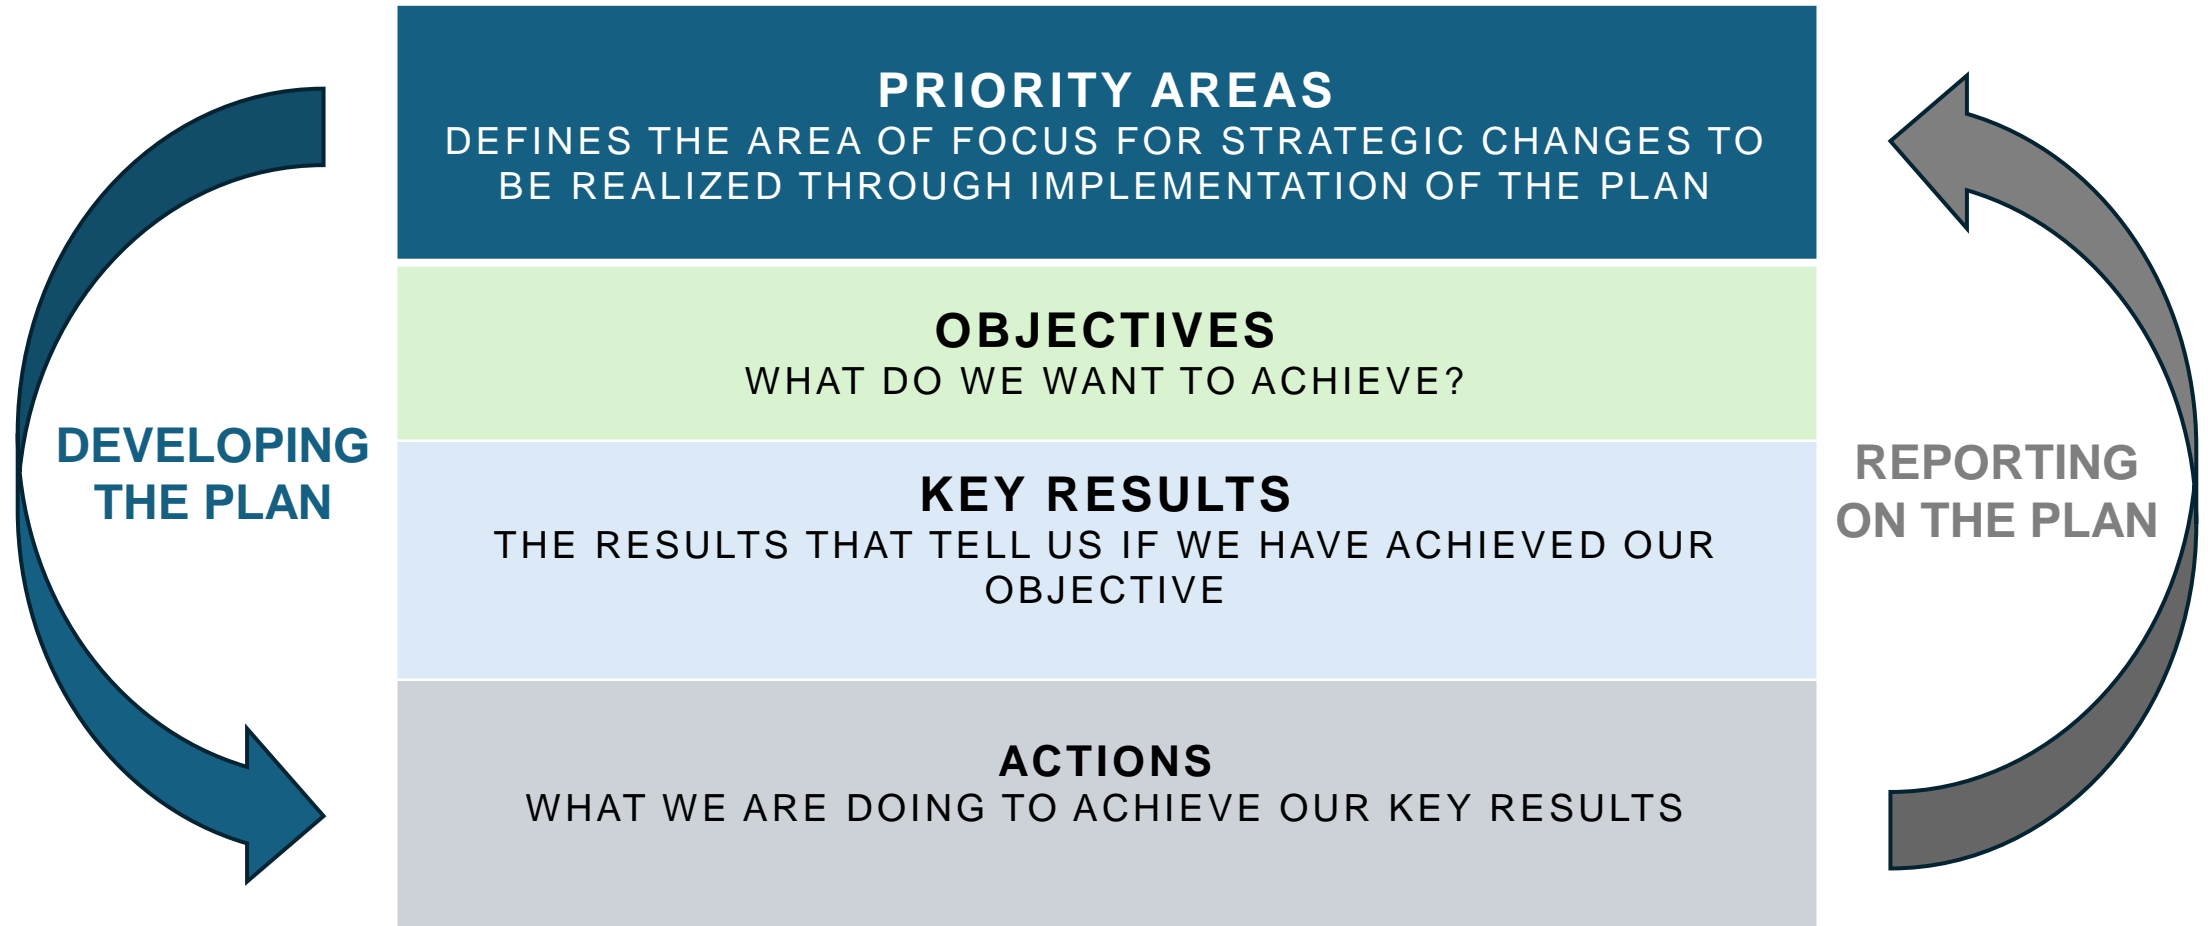 PRIORITY AREAS
DEFINES THE AREA OF FOCUS FOR STRATEGIC CHANGES TO
BE REALIZED THROUGH IMPLEMENTATION OF THE PLAN
OBJECTIVES
WHAT DO WE WANT TO ACHIEVE?
DEVELOPING
THE PLAN
KEY RESULTS
THE RESULTS THAT TELL US IF WE HAVE ACHIEVED OUR
OBJECTIVE
REPORTING
ON THE PLAN
ACTIONS
WHAT WE ARE DOING TO ACHIEVE OUR KEY RESULTS